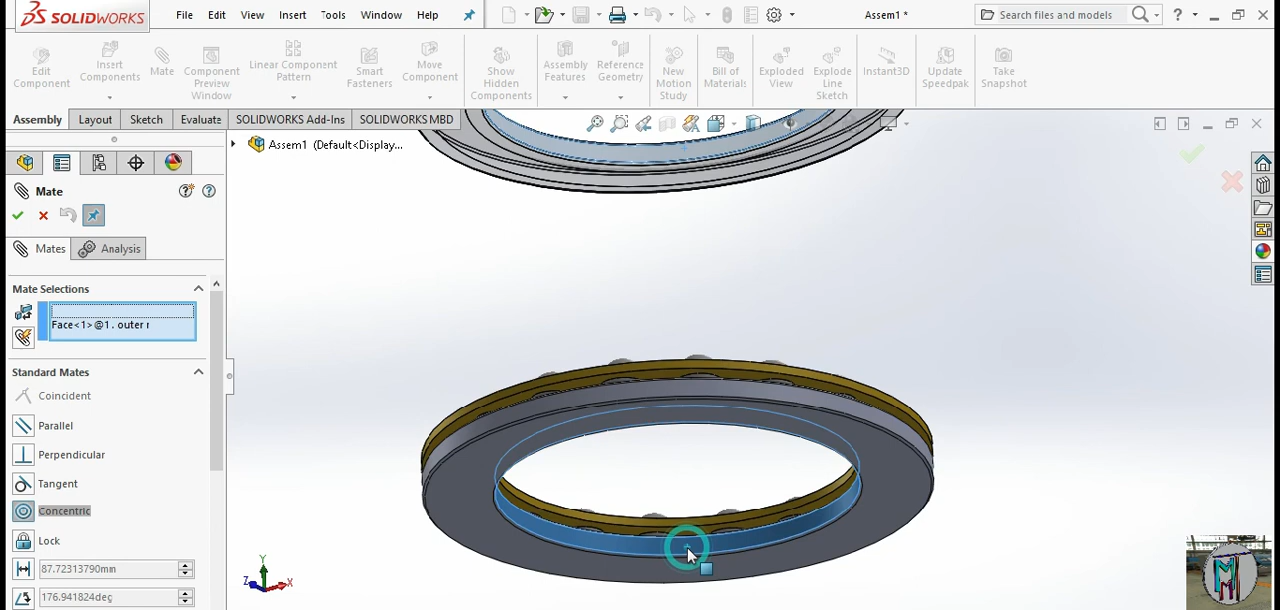 SOLIDWORKS
File Edit View Insert Tools Window Help
Assem1 *
Search files and models
Edit Component
Insert Components
Mate
Component Preview Window
Linear Component Pattern
Smart Fasteners
Move Component
Show Hidden Components
Assembly Features
Reference Geometry
New Motion Study
Bill of Materials
Exploded View
Explode Line Sketch
Instant3D
Update Speedpak
Take Snapshot
Assembly Layout Sketch Evaluate SOLIDWORKS Add-Ins SOLIDWORKS MBD
Assem1 (Default<Display...
Mate
Mates Analysis
Mate Selections
Face<1>@1. outer r
Standard Mates
Coincident
Parallel
Perpendicular
Tangent
Concentric
Lock
87.72313790mm
176.941824deg
Y
Z X